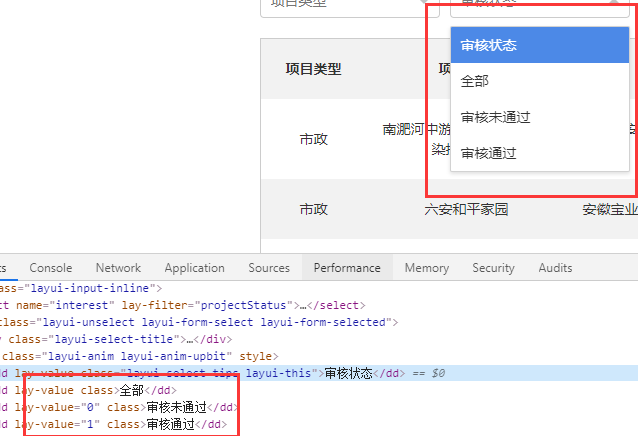 项目类型
审核状态
审核状态
全部
审核未通过
审核通过
项目类型
市政
南淝河中游
市政
六安和平家园
安徽宝业
Console Network Application Sources Performance Memory Security Audits
lass="layui-input-inline">
ct name="interest" lay-filter="projectStatus">…</select>
class="layui-unselect layui-form-select layui-form-selected">
v class="layui-select-title">…</div>
class="layui-anim layui-anim-upbit" style>
dd lay-value class="layui-select-tips layui-this">审核状态</dd> == $0
dd lay-value class>全部</dd>
dd lay-value="0" class>审核未通过</dd>
dd lay-value="1" class>审核通过</dd>